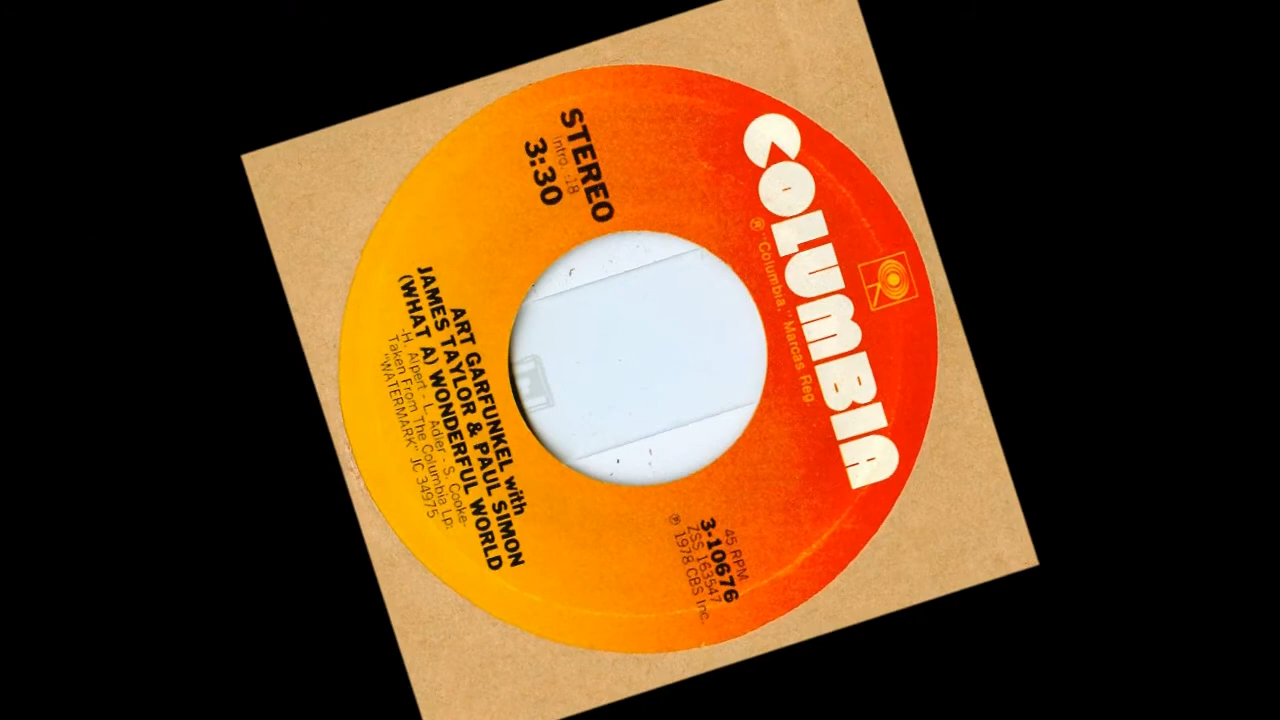 COLUMBIA
® "Columbia," Marcas Reg.
STEREO
Intro. :18
3:30
45 RPM
3-10676
ZSS 163547
℗ 1978 CBS Inc.
ART GARFUNKEL with
JAMES TAYLOR & PAUL SIMON
(WHAT A) WONDERFUL WORLD
-H. Alpert - L. Adler - S. Cooke-
Taken From The Columbia Lp:
"WATERMARK" JC 34975